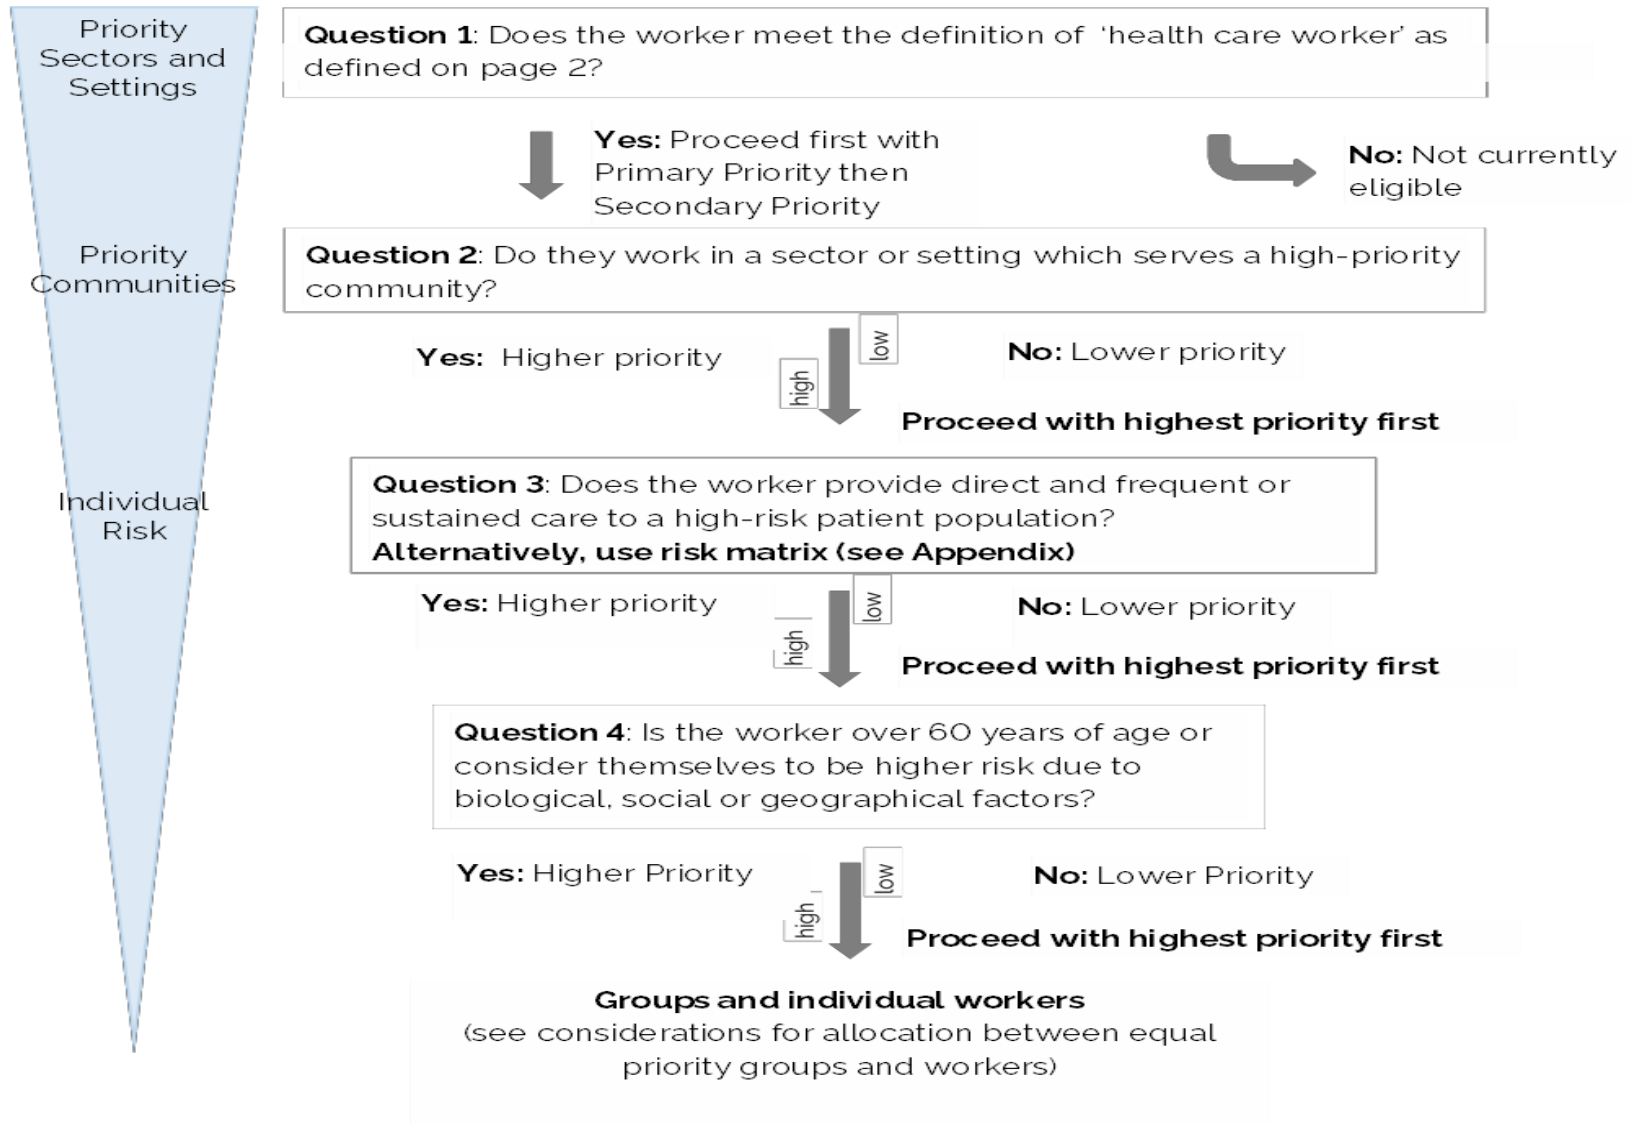 Priority
Sectors and
Settings
Question 1: Does the worker meet the definition of ‘health care worker’ as
defined on page 2?
Yes: Proceed first with
Primary Priority then
Secondary Priority
No: Not currently
eligible
Priority
Communities
Question 2: Do they work in a sector or setting which serves a high-priority
community?
Yes: Higher priority
high
low
No: Lower priority
Proceed with highest priority first
Individual
Risk
Question 3: Does the worker provide direct and frequent or
sustained care to a high-risk patient population?
Alternatively, use risk matrix (see Appendix)
Yes: Higher priority
high
low
No: Lower priority
Proceed with highest priority first
Question 4: Is the worker over 60 years of age or
consider themselves to be higher risk due to
biological, social or geographical factors?
Yes: Higher Priority
high
low
No: Lower Priority
Proceed with highest priority first
Groups and individual workers
(see considerations for allocation between equal
priority groups and workers)